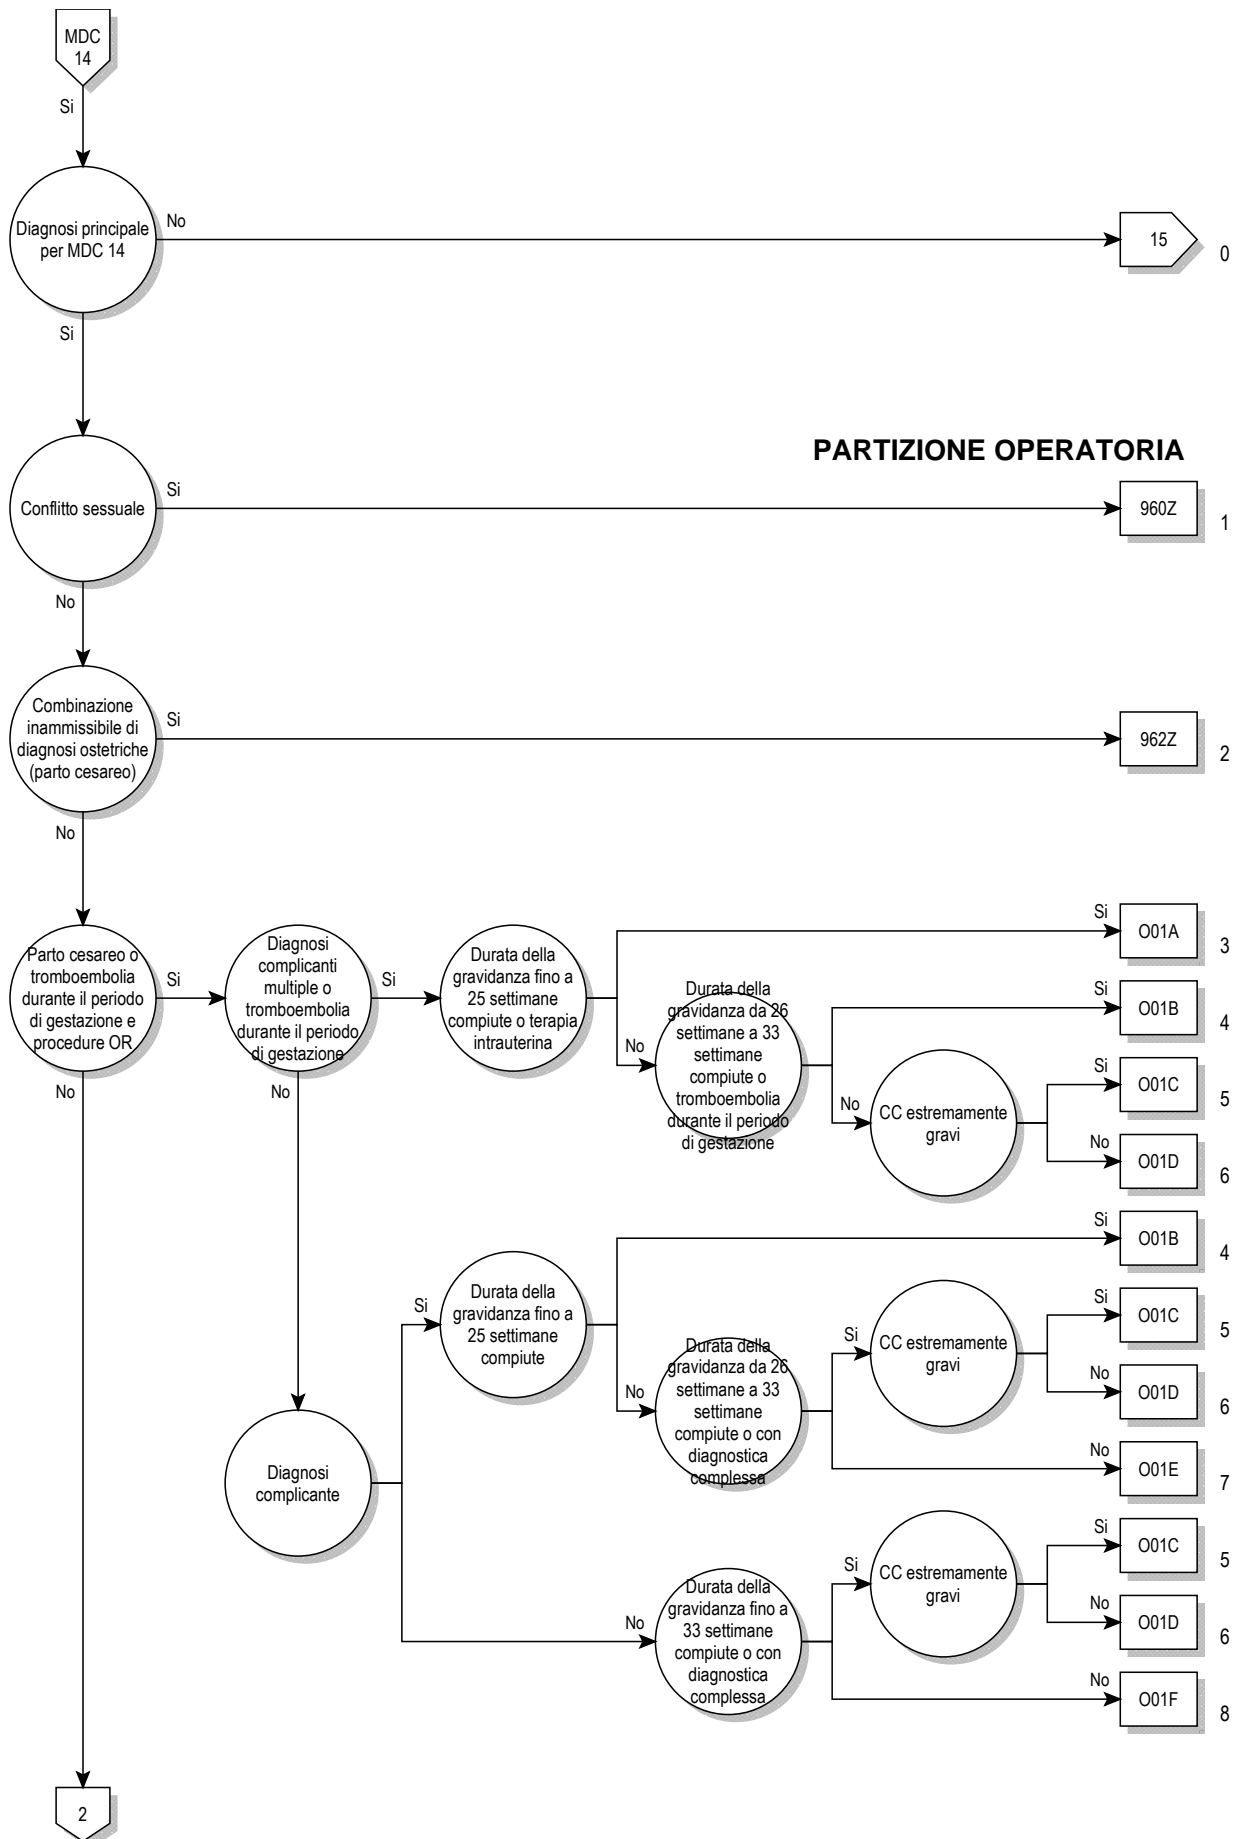 MDC
14
Si
Diagnosi principale
per MDC 14
No
15
0
Si
PARTIZIONE OPERATORIA
Conflitto sessuale
Si
960Z
1
No
Combinazione
inammissibile di
diagnosi ostetriche
(parto cesareo)
Si
962Z
2
No
Parto cesareo o
tromboembolia
durante il periodo
di gestazione e
procedure OR
Si
Diagnosi
complicanti
multiple o
tromboembolia
durante il periodo
di gestazione
Si
Durata della
gravidanza fino a
25 settimane
compiute o terapia
intrauterina
Si
O01A
3
No
Durata della
gravidanza da 26
settimane a 33
settimane
compiute o
tromboembolia
durante il periodo
di gestazione
Si
O01B
4
No
CC estremamente
gravi
Si
O01C
5
No
O01D
6
No
No
Diagnosi
complicante
Si
Durata della
gravidanza fino a
25 settimane
compiute
Si
O01B
4
No
Durata della
gravidanza da 26
settimane a 33
settimane
compiute o con
diagnostica
complessa
Si
CC estremamente
gravi
Si
O01C
5
No
O01D
6
No
O01E
7
No
Durata della
gravidanza fino a
33 settimane
compiute o con
diagnostica
complessa
Si
CC estremamente
gravi
Si
O01C
5
No
O01D
6
No
O01F
8
2